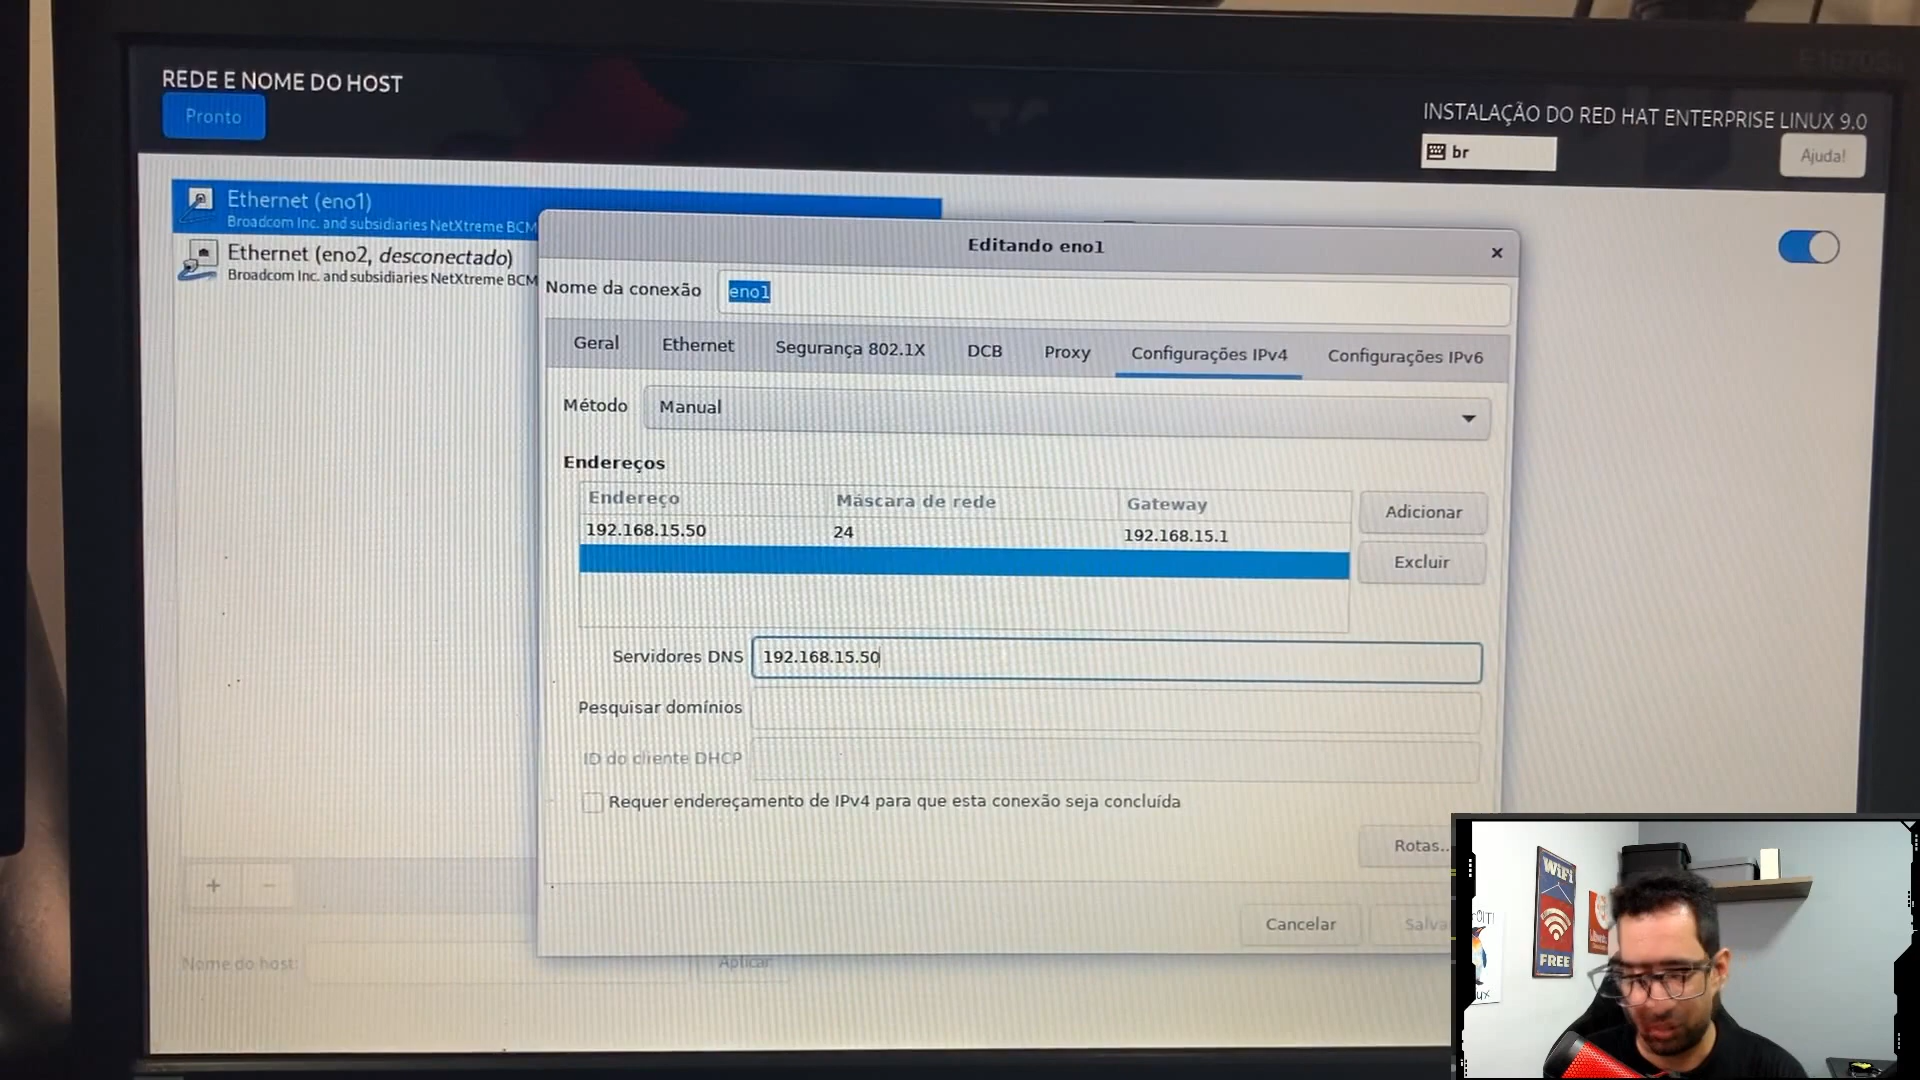 REDE E NOME DO HOST
Pronto
INSTALAÇÃO DO RED HAT ENTERPRISE LINUX 9.0
br
Ajuda!
Ethernet (eno1)
Broadcom Inc. and subsidiaries NetXtreme BCM
Ethernet (eno2, desconectado)
Broadcom Inc. and subsidiaries NetXtreme BCM
Editando eno1
Nome da conexão
eno1
Geral
Ethernet
Segurança 802.1X
DCB
Proxy
Configurações IPv4
Configurações IPv6
Método
Manual
Endereços
Endereço
Máscara de rede
Gateway
192.168.15.50
24
192.168.15.1
Adicionar
Excluir
Servidores DNS
192.168.15.50
Pesquisar domínios
ID do cliente DHCP
Requer endereçamento de IPv4 para que esta conexão seja concluída
Rotas..
Cancelar
Salva
+
−
Nome do host:
Aplicar
WiFi
FREE